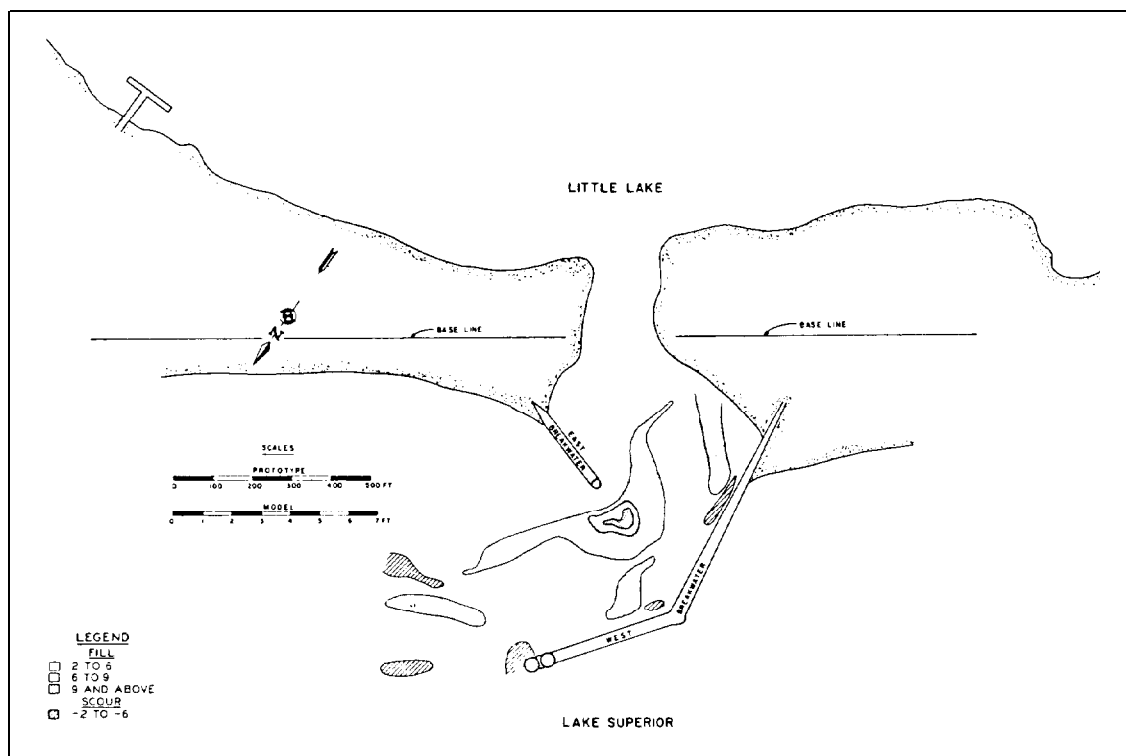 LITTLE LAKE
N
BASE LINE
BASE LINE
EAST
BREAKWATER
SCALES
PROTOTYPE
0 100 200 300 400 500 FT
MODEL
0 1 2 3 4 5 6 7 FT
WEST BREAKWATER
LEGEND
FILL
2 TO 6
6 TO 9
9 AND ABOVE
SCOUR
-2 TO -6
LAKE SUPERIOR